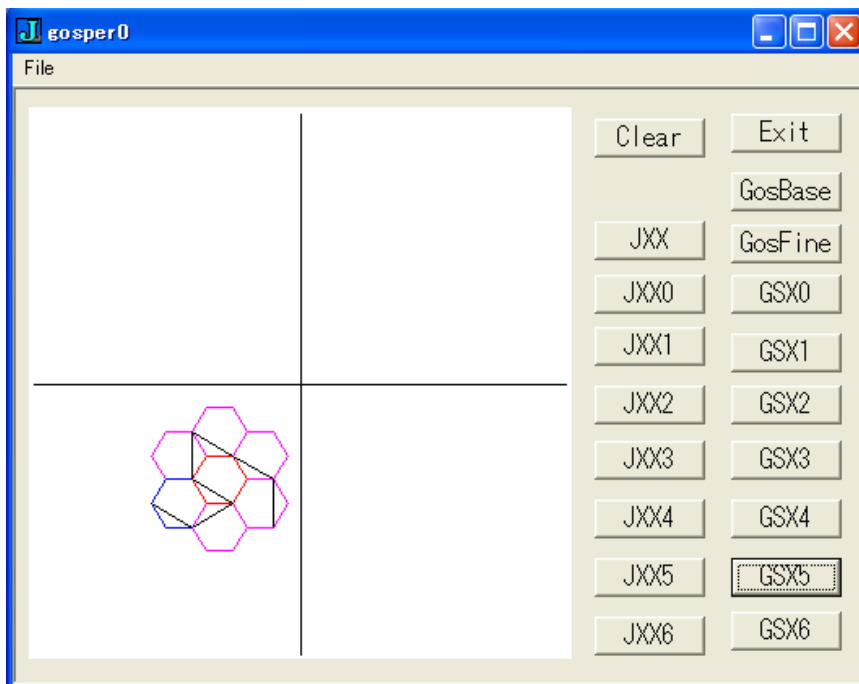 gosper0
File
Clear
Exit
GosBase
JXX
GosFine
JXX0
GSX0
JXX1
GSX1
JXX2
GSX2
JXX3
GSX3
JXX4
GSX4
JXX5
GSX5
JXX6
GSX6